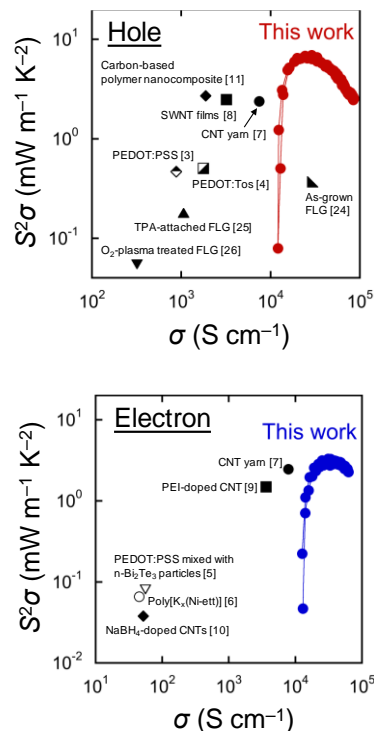 Hole
This work
Carbon-based
polymer nanocomposite [11]
SWNT films [8]
CNT yarn [7]
PEDOT:PSS [3]
PEDOT:Tos [4]
As-grown
FLG [24]
TPA-attached FLG [25]
O₂-plasma treated FLG [26]
10¹
10⁰
10⁻¹
S²σ (mW m⁻¹ K⁻²)
10² 10³ 10⁴ 10⁵
σ (S cm⁻¹)
Electron
This work
CNT yarn [7]
PEI-doped CNT [9]
PEDOT:PSS mixed with
n-Bi₂Te₃ particles [5]
Poly[Kₓ(Ni-ett)] [6]
NaBH₄-doped CNTs [10]
10¹
10⁰
10⁻¹
10⁻²
S²σ (mW m⁻¹ K⁻²)
10¹ 10² 10³ 10⁴ 10⁵
σ (S cm⁻¹)